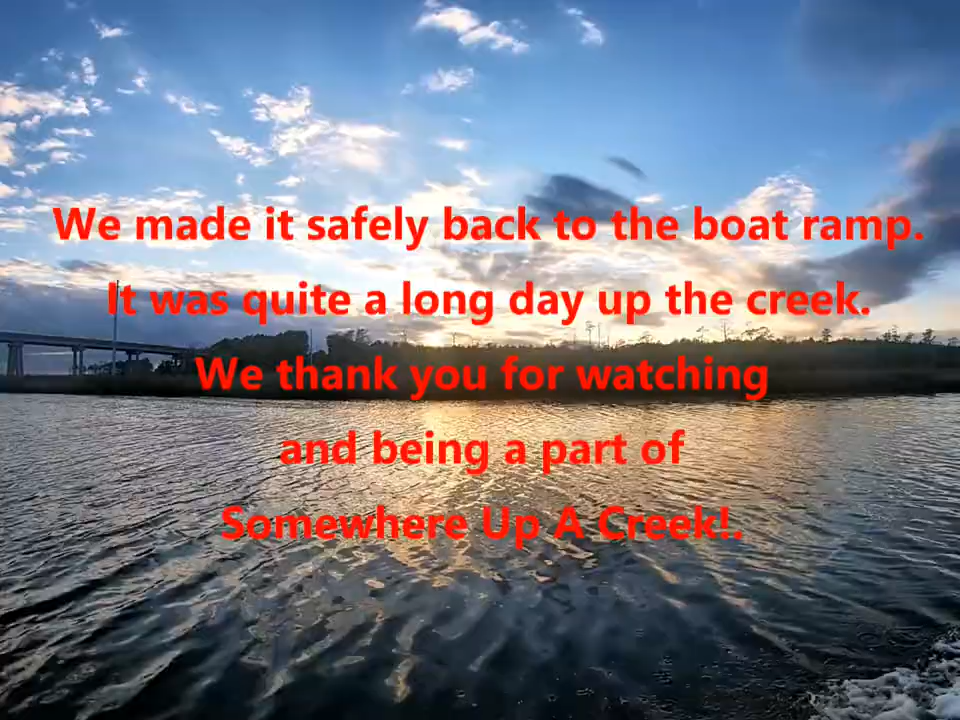 We made it safely back to the boat ramp.
It was quite a long day up the creek.
We thank you for watching
and being a part of
Somewhere Up A Creek!.